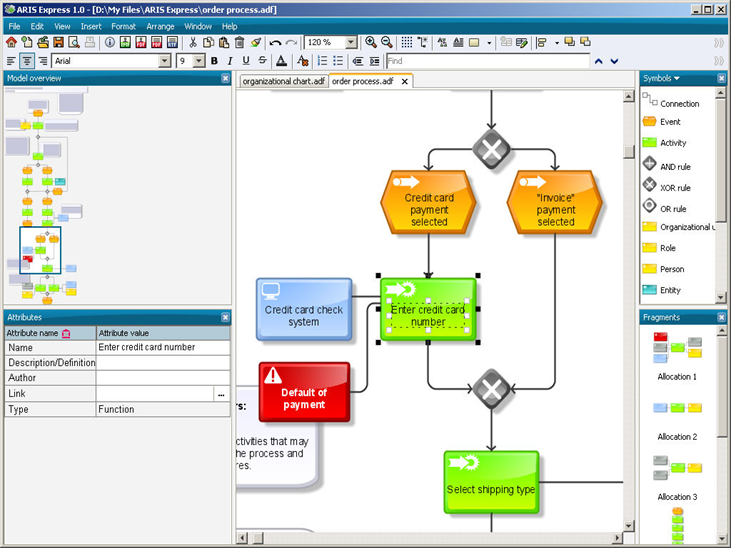 ARIS Express 1.0 - [D:\My Files\ARIS Express\order process.adf]
File Edit View Insert Format Arrange Window Help
120 %
Arial 9 B I U S A Find
Model overview
organizational chart.adf order process.adf
Symbols
Connection
Event
Activity
AND rule
XOR rule
OR rule
Organizational u
Role
Person
Entity
Credit card
payment
selected
"Invoice"
payment
selected
Credit card check
system
Enter credit card
number
Default of
payment
rs:
ctivities that may
he process and
res.
Select shipping type
Attributes
Attribute name Attribute value
Name Enter credit card number
Description/Definition
Author
Link ...
Type Function
Fragments
Allocation 1
Allocation 2
Allocation 3